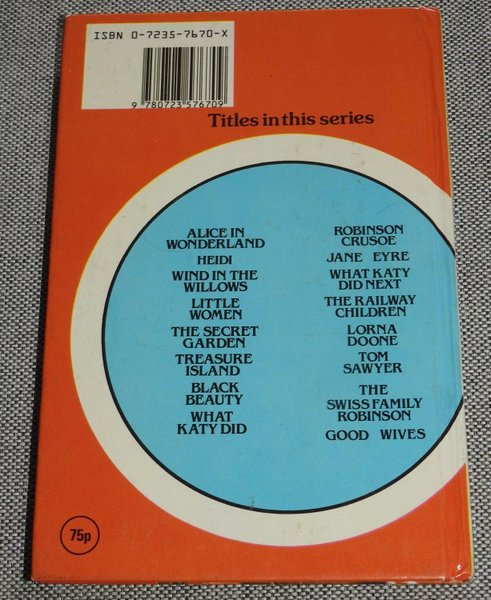 ISBN 0-7235-7670-X
9 780723 576709
Titles in this series
ALICE IN
WONDERLAND
HEIDI
WIND IN THE
WILLOWS
LITTLE
WOMEN
THE SECRET
GARDEN
TREASURE
ISLAND
BLACK
BEAUTY
WHAT
KATY DID
ROBINSON
CRUSOE
JANE EYRE
WHAT KATY
DID NEXT
THE RAILWAY
CHILDREN
LORNA
DOONE
TOM
SAWYER
THE
SWISS FAMILY
ROBINSON
GOOD WIVES
75p